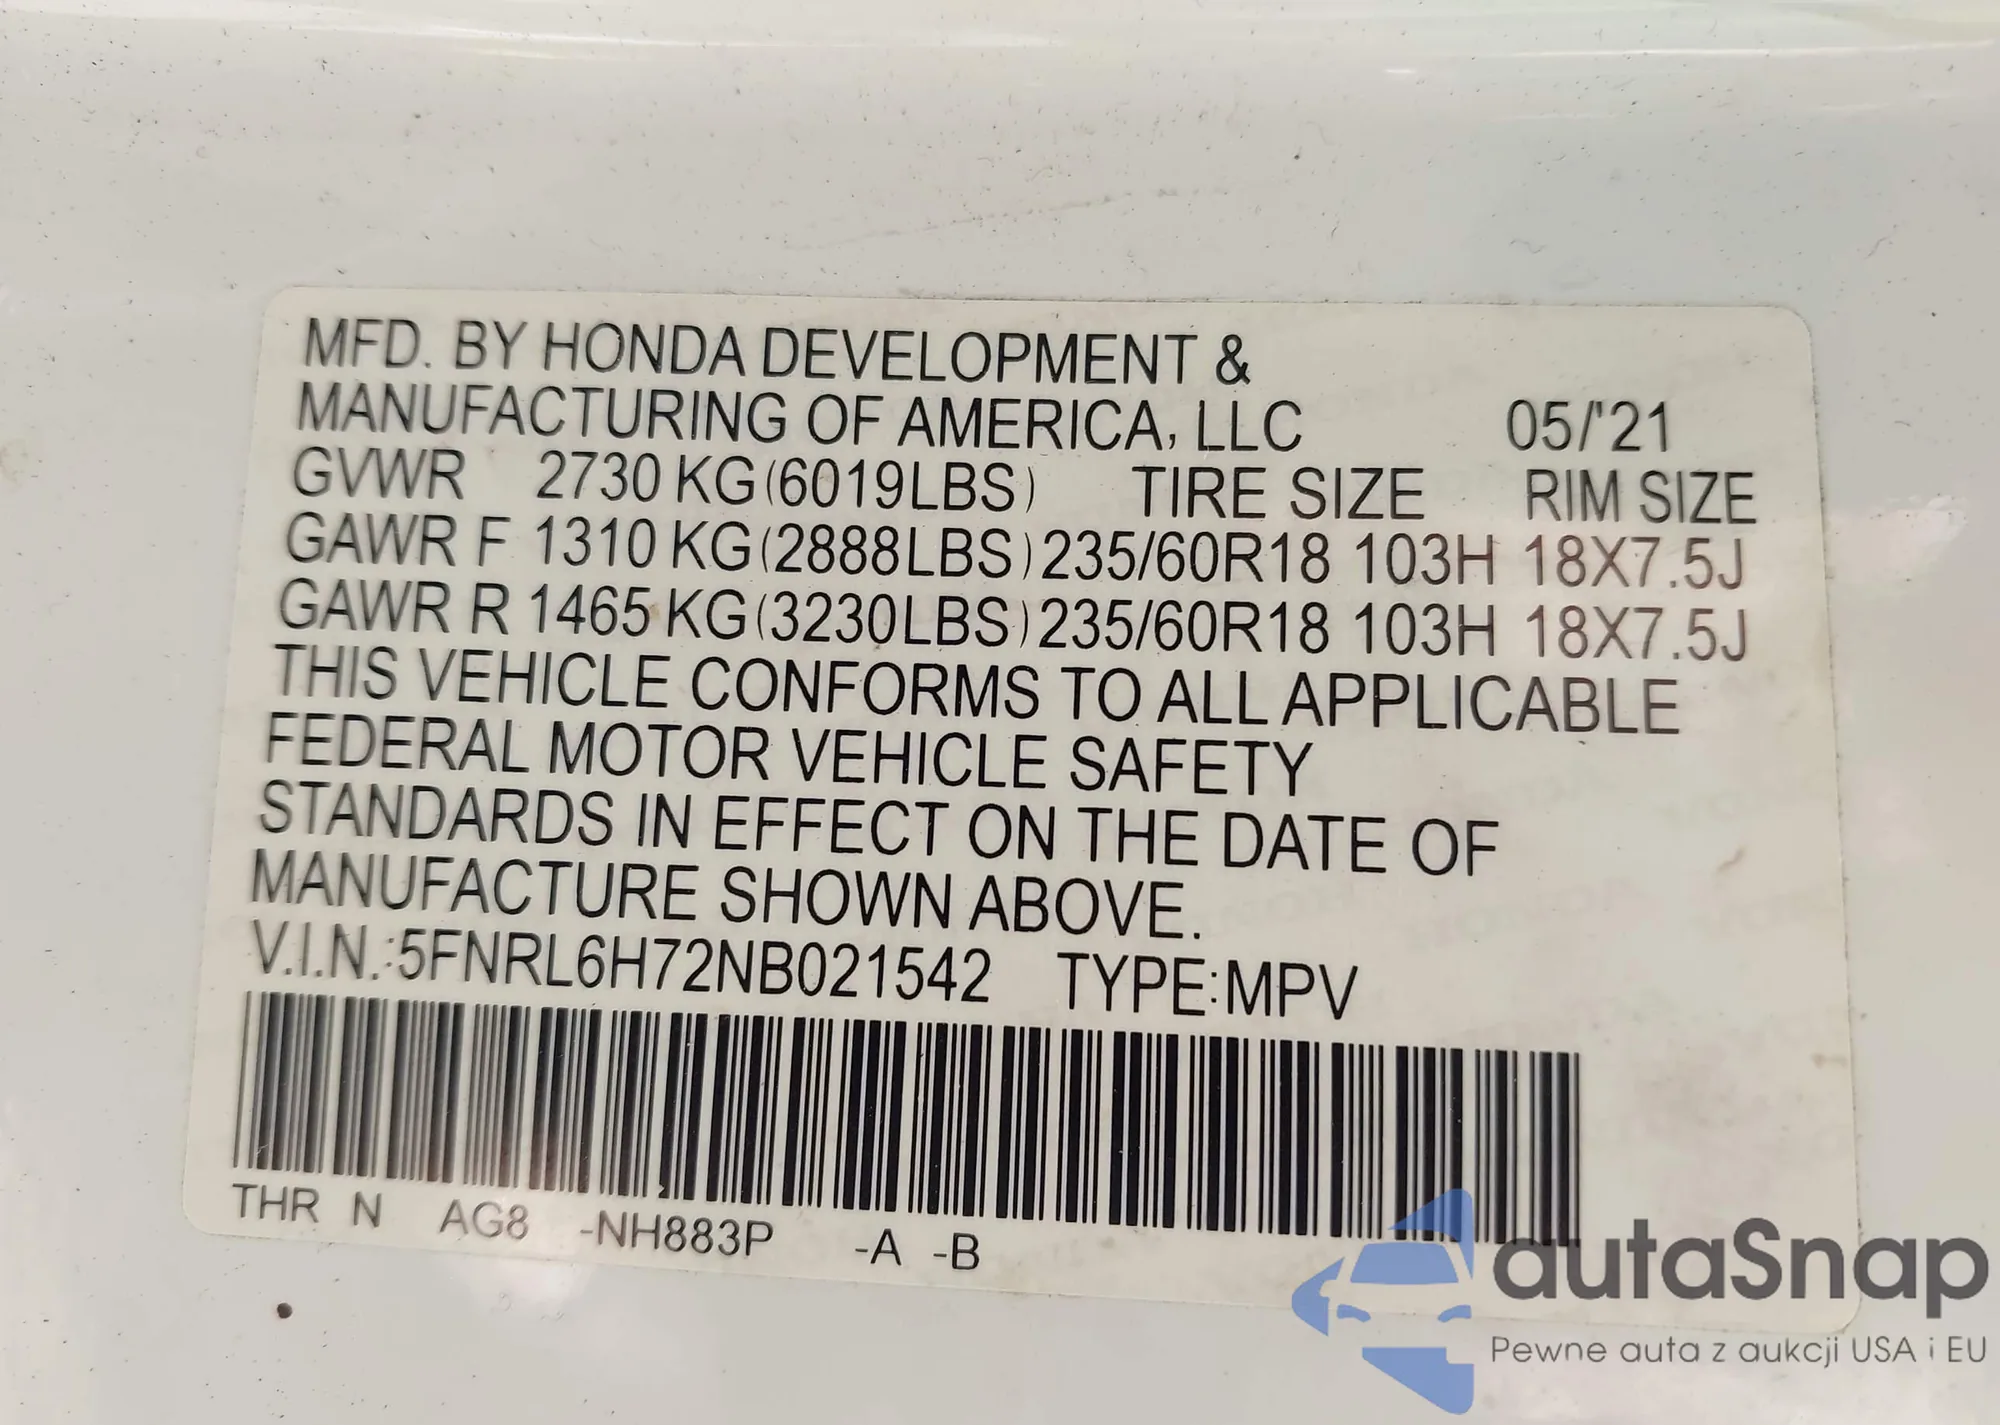 MFD. BY HONDA DEVELOPMENT &
MANUFACTURING OF AMERICA, LLC 05/'21
GVWR 2730 KG (6019LBS) TIRE SIZE RIM SIZE
GAWR F 1310 KG (2888LBS) 235/60R18 103H 18X7.5J
GAWR R 1465 KG (3230LBS) 235/60R18 103H 18X7.5J
THIS VEHICLE CONFORMS TO ALL APPLICABLE
FEDERAL MOTOR VEHICLE SAFETY
STANDARDS IN EFFECT ON THE DATE OF
MANUFACTURE SHOWN ABOVE.
V.I.N.:5FNRL6H72NB021542 TYPE:MPV
THR N AG8 -NH883P -A -B
autaSnap
Pewne auta z aukcji USA i EU